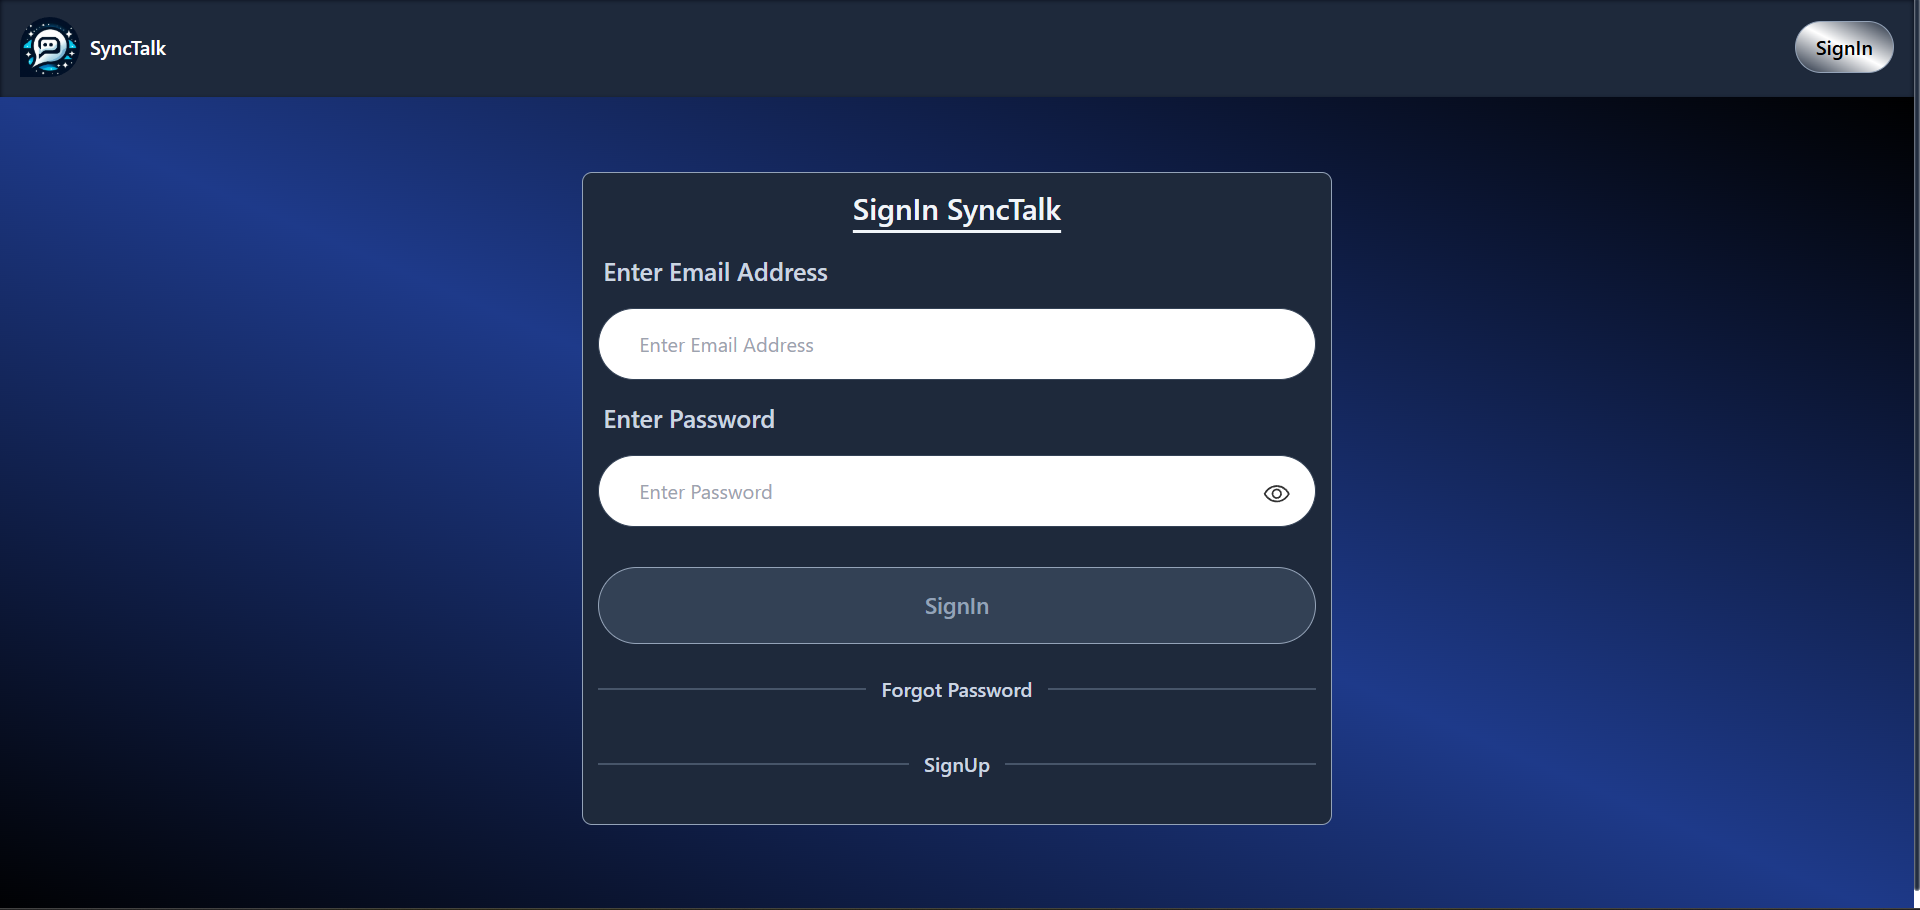 SyncTalk
SignIn
SignIn SyncTalk
Enter Email Address
Enter Email Address
Enter Password
Enter Password
SignIn
Forgot Password
SignUp